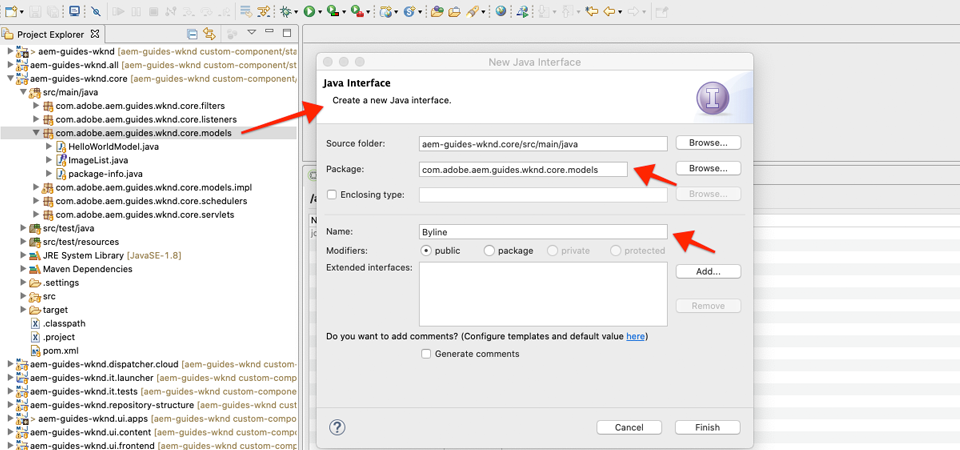 Project Explorer
> aem-guides-wknd [aem-guides-wknd custom-component/sta
aem-guides-wknd.all [aem-guides-wknd custom-component/st
aem-guides-wknd.core [aem-guides-wknd custom-component/
src/main/java
com.adobe.aem.guides.wknd.core.filters
com.adobe.aem.guides.wknd.core.listeners
com.adobe.aem.guides.wknd.core.models
HelloWorldModel.java
ImageList.java
package-info.java
com.adobe.aem.guides.wknd.core.models.impl
com.adobe.aem.guides.wknd.core.schedulers
com.adobe.aem.guides.wknd.core.servlets
src/test/java
src/test/resources
JRE System Library [JavaSE-1.8]
Maven Dependencies
.settings
src
target
.classpath
.project
pom.xml
aem-guides-wknd.dispatcher.cloud [aem-guides-wknd custom-c
aem-guides-wknd.it.launcher [aem-guides-wknd custom-comp
aem-guides-wknd.it.tests [aem-guides-wknd custom-compone
aem-guides-wknd.repository-structure [aem-guides-wknd custo
> aem-guides-wknd.ui.apps [aem-guides-wknd custom-compo
aem-guides-wknd.ui.content [aem-guides-wknd custom-compo
aem-guides-wknd.ui.frontend [aem-guides-wknd custom-comp
New Java Interface
Java Interface
Create a new Java interface.
I
Source folder: aem-guides-wknd.core/src/main/java Browse...
Package: com.adobe.aem.guides.wknd.core.models Browse...
Enclosing type: Browse...
Name: Byline
Modifiers: public package private protected
Extended interfaces: Add...
Remove
Do you want to add comments? (Configure templates and default value here)
Generate comments
? Cancel Finish